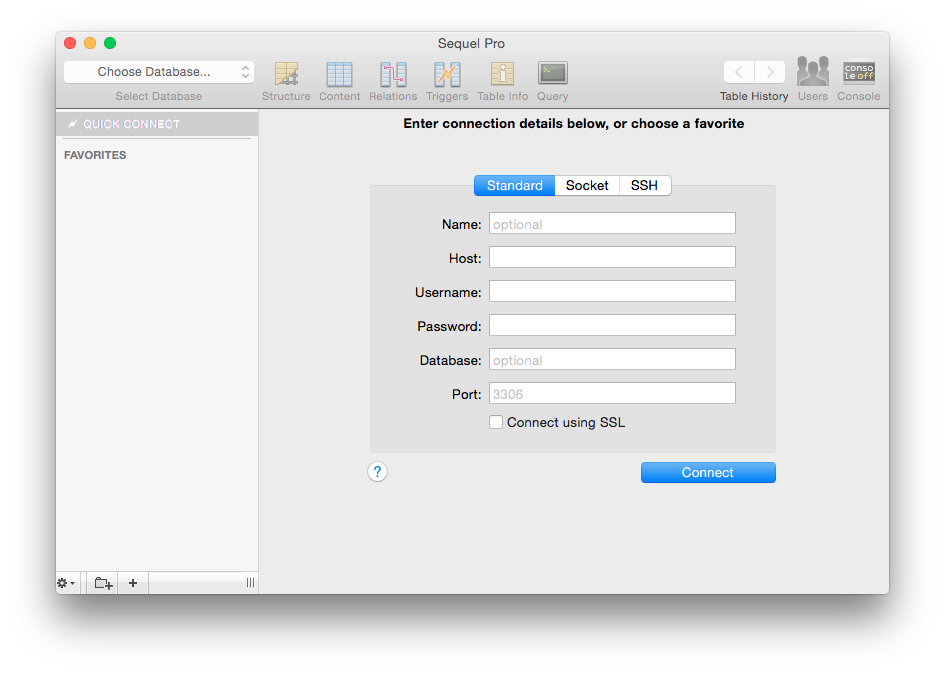 Sequel Pro
Choose Database...
Select Database
Structure
Content
Relations
Triggers
Table Info
Query
Table History
Users
conso
le off
Console
QUICK CONNECT
FAVORITES
Enter connection details below, or choose a favorite
Standard
Socket
SSH
Name: optional
Host:
Username:
Password:
Database: optional
Port: 3306
Connect using SSL
?
Connect